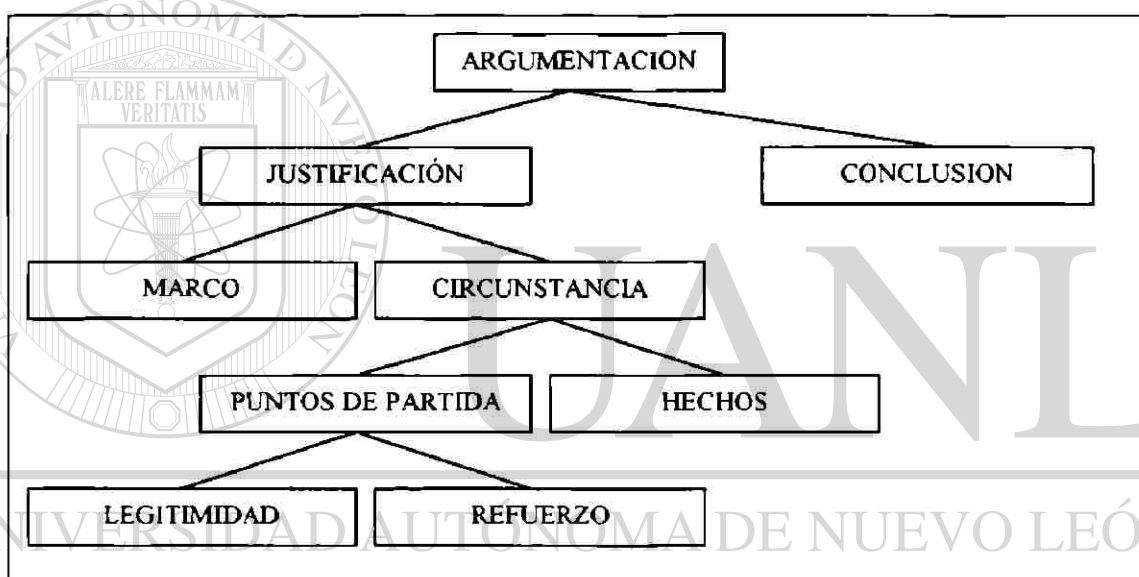 ARGUMENTACION
JUSTIFICACIÓN CONCLUSION
MARCO CIRCUNSTANCIA
PUNTOS DE PARTIDA HECHOS
LEGITIMIDAD REFUERZO
ALERE FLAMMAM
VERITATIS
UANL
UNIVERSIDAD AUTÓNOMA DE NUEVO LEÓ